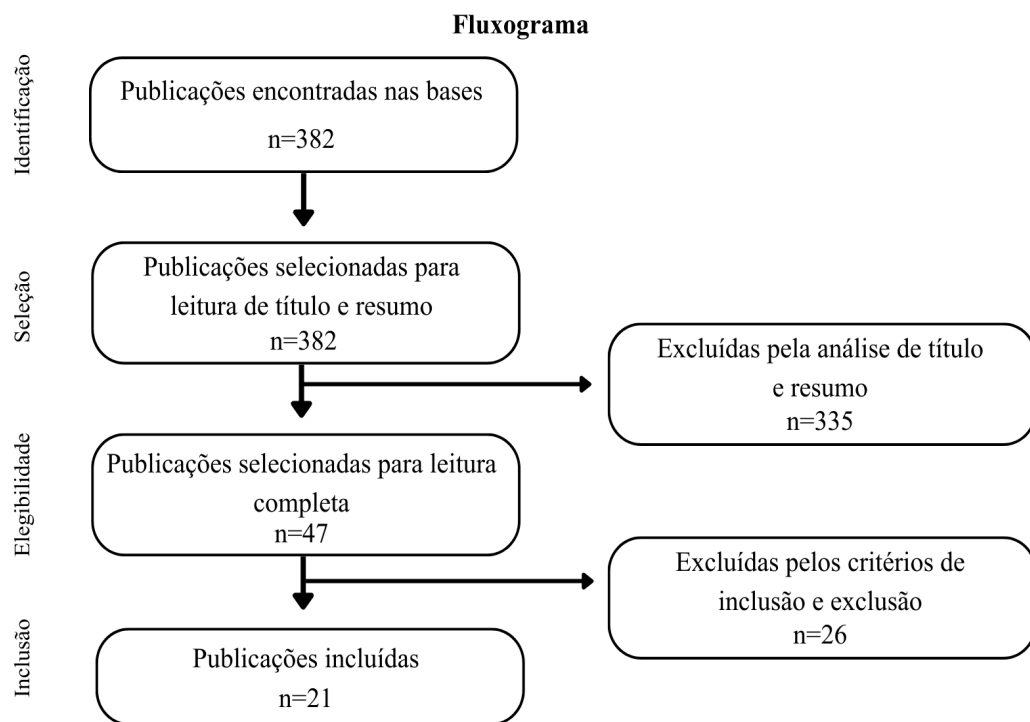 Fluxograma
Identificação
Publicações encontradas nas bases
n=382
Seleção
Publicações selecionadas para
leitura de título e resumo
n=382
Excluídas pela análise de título
e resumo
n=335
Elegibilidade
Publicações selecionadas para leitura
completa
n=47
Excluídas pelos critérios de
inclusão e exclusão
n=26
Inclusão
Publicações incluídas
n=21